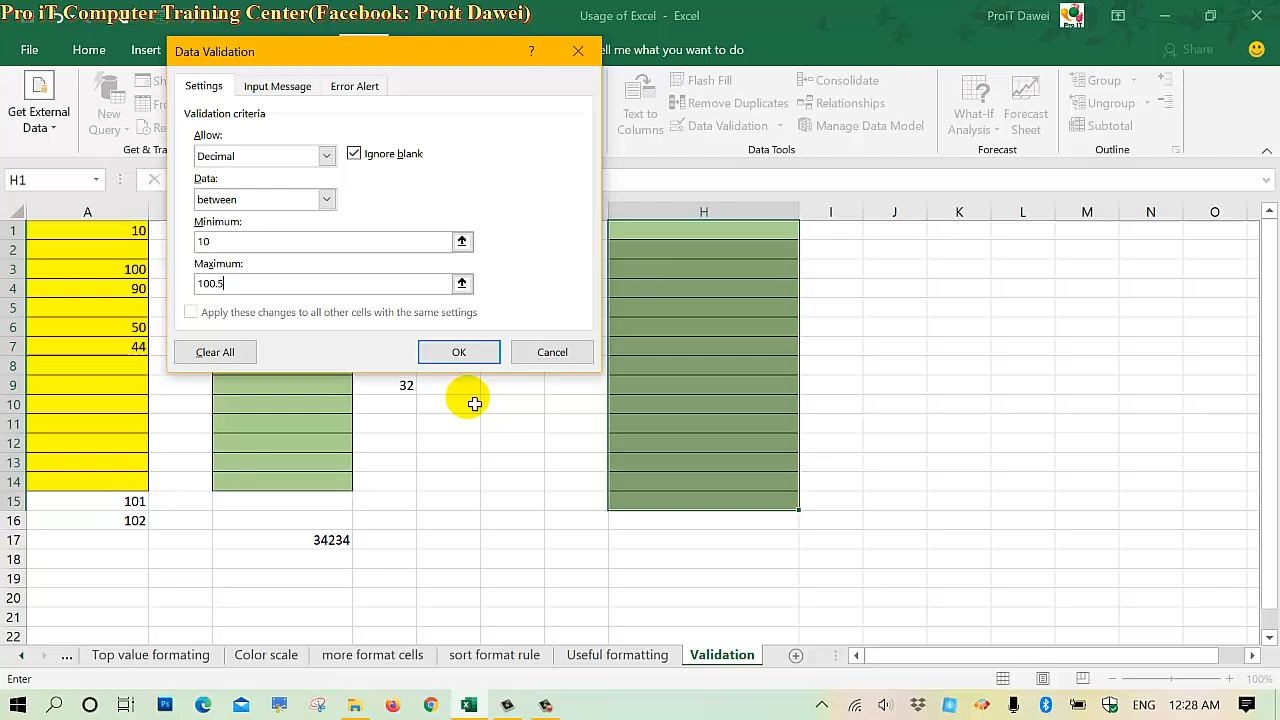 Pro iT Computer Training Center(Facebook: Proit Dawei)
Usage of Excel - Excel
ProiT Dawei
File
Home
Insert
ell me what you want to do
Share
Get External
Data
New
Query
Get & Tra
Text to
Columns
Flash Fill
Remove Duplicates
Data Validation
Consolidate
Relationships
Manage Data Model
Data Tools
What-If
Analysis
Forecast
Sheet
Forecast
Group
Ungroup
Subtotal
Outline
H1
Data Validation
?
Settings
Input Message
Error Alert
Validation criteria
Allow:
Decimal
Ignore blank
Data:
between
Minimum:
10
Maximum:
100.5
Apply these changes to all other cells with the same settings
Clear All
OK
Cancel
A H I J K L M N O
1 10
2
3 100
4 90
5
6 50
7 44
8
9 32
10
11
12
13
14
15 101
16 102
17 34234
18
19
20
21
22
...
Top value formating
Color scale
more format cells
sort format rule
Useful formatting
Validation
Enter
100%
ENG
12:28 AM